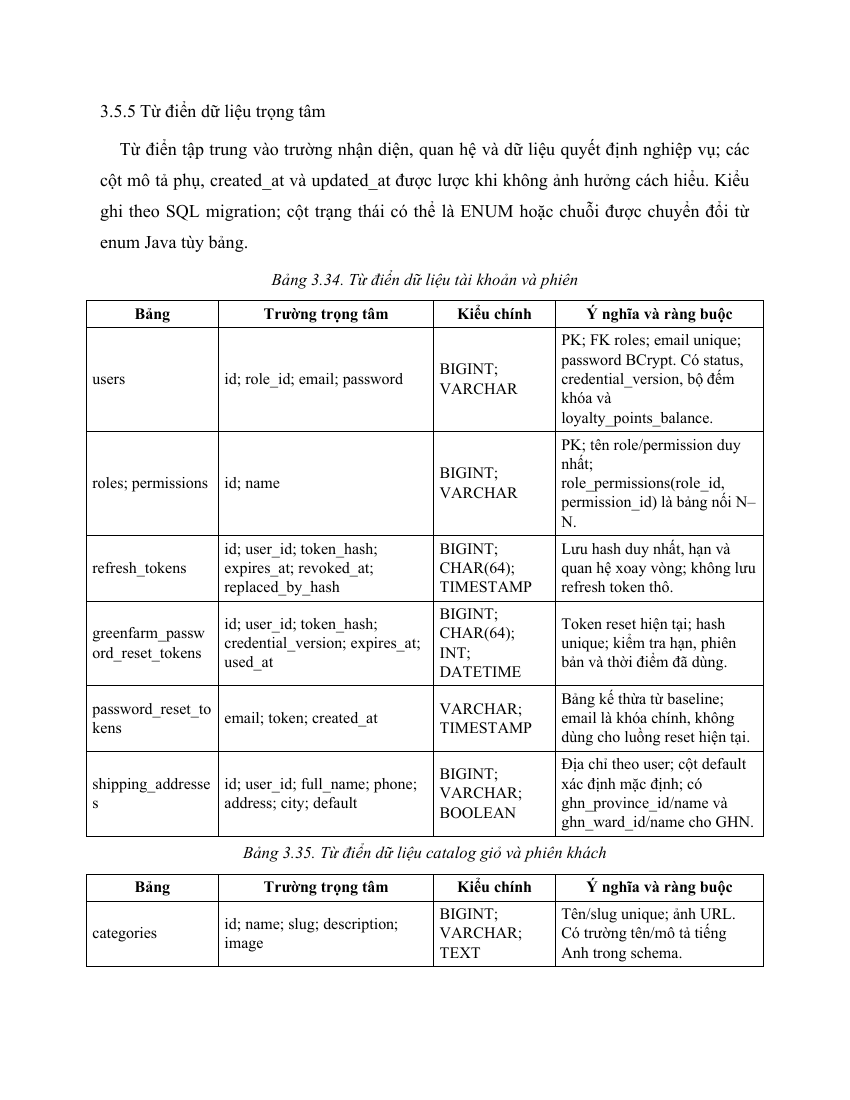 3.5.5 Từ điển dữ liệu trọng tâm
Từ điển tập trung vào trường nhận diện, quan hệ và dữ liệu quyết định nghiệp vụ; các
cột mô tả phụ, created_at và updated_at được lược khi không ảnh hưởng cách hiểu. Kiểu
ghi theo SQL migration; cột trạng thái có thể là ENUM hoặc chuỗi được chuyển đổi từ
enum Java tùy bảng.
Bảng 3.34. Từ điển dữ liệu tài khoản và phiên
Bảng
Trường trọng tâm
Kiểu chính
Ý nghĩa và ràng buộc
users
id; role_id; email; password
BIGINT;
VARCHAR
PK; FK roles; email unique;
password BCrypt. Có status,
credential_version, bộ đếm
khóa và
loyalty_points_balance.
roles; permissions
id; name
BIGINT;
VARCHAR
PK; tên role/permission duy
nhất;
role_permissions(role_id,
permission_id) là bảng nối N–
N.
refresh_tokens
id; user_id; token_hash;
expires_at; revoked_at;
replaced_by_hash
BIGINT;
CHAR(64);
TIMESTAMP
Lưu hash duy nhất, hạn và
quan hệ xoay vòng; không lưu
refresh token thô.
greenfarm_passw
ord_reset_tokens
id; user_id; token_hash;
credential_version; expires_at;
used_at
BIGINT;
CHAR(64);
INT;
DATETIME
Token reset hiện tại; hash
unique; kiểm tra hạn, phiên
bản và thời điểm đã dùng.
password_reset_to
kens
email; token; created_at
VARCHAR;
TIMESTAMP
Bảng kế thừa từ baseline;
email là khóa chính, không
dùng cho luồng reset hiện tại.
shipping_addresse
s
id; user_id; full_name; phone;
address; city; default
BIGINT;
VARCHAR;
BOOLEAN
Địa chỉ theo user; cột default
xác định mặc định; có
ghn_province_id/name và
ghn_ward_id/name cho GHN.
Bảng 3.35. Từ điển dữ liệu catalog giỏ và phiên khách
Bảng
Trường trọng tâm
Kiểu chính
Ý nghĩa và ràng buộc
categories
id; name; slug; description;
image
BIGINT;
VARCHAR;
TEXT
Tên/slug unique; ảnh URL.
Có trường tên/mô tả tiếng
Anh trong schema.